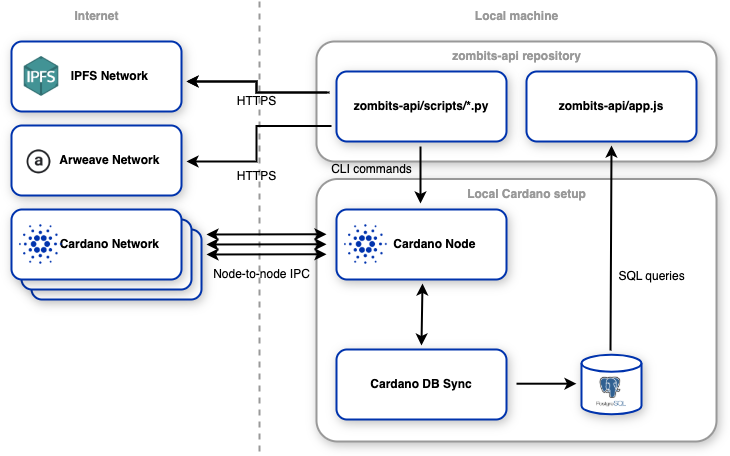 Internet
Local machine
zombits-api repository
IPFS
IPFS Network
zombits-api/scripts/*.py
zombits-api/app.js
HTTPS
a
Arweave Network
HTTPS
CLI commands
Local Cardano setup
Cardano Network
Cardano Node
Node-to-node IPC
SQL queries
Cardano DB Sync
PostgreSQL